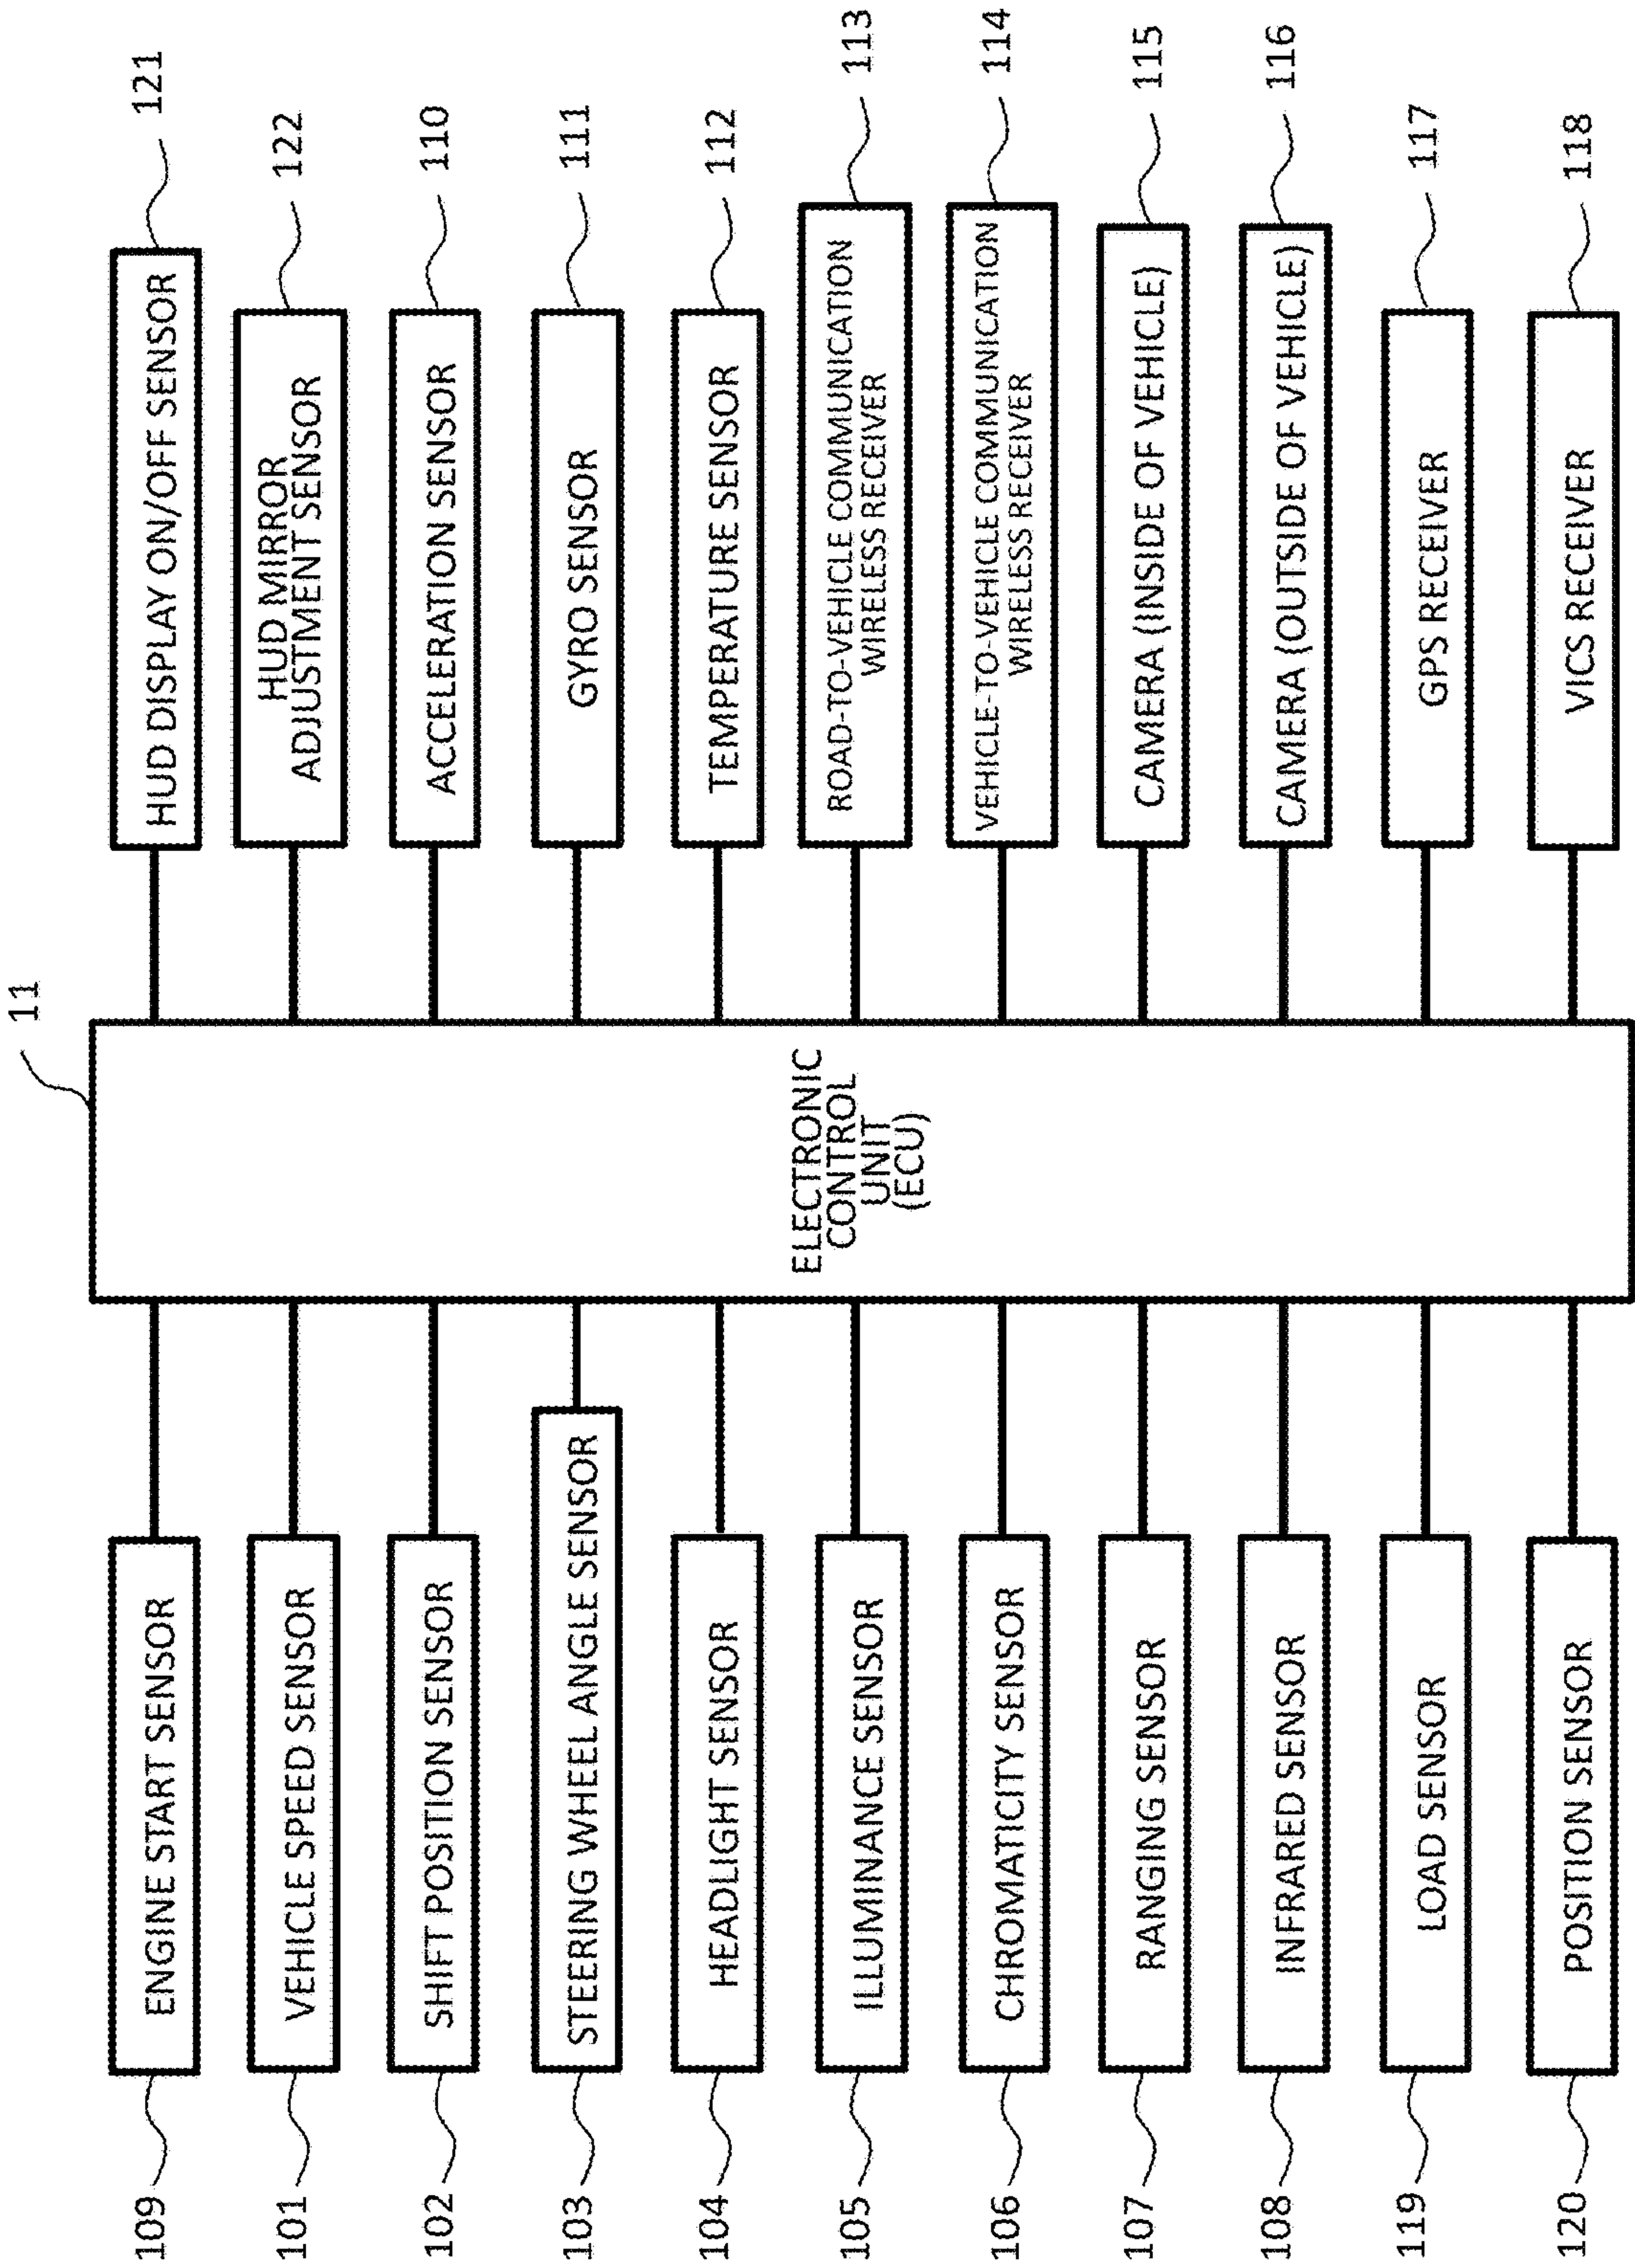 11
109
ENGINE START SENSOR
101
VEHICLE SPEED SENSOR
102
SHIFT POSITION SENSOR
103
STEERING WHEEL ANGLE SENSOR
104
HEADLIGHT SENSOR
105
ILLUMINANCE SENSOR
106
CHROMATICITY SENSOR
107
RANGING SENSOR
108
INFRARED SENSOR
119
LOAD SENSOR
120
POSITION SENSOR
ELECTRONIC
CONTROL
UNIT
(ECU)
HUD DISPLAY ON/OFF SENSOR
121
HUD MIRROR
ADJUSTMENT SENSOR
122
ACCELERATION SENSOR
110
GYRO SENSOR
111
TEMPERATURE SENSOR
112
ROAD-TO-VEHICLE COMMUNICATION
WIRELESS RECEIVER
113
VEHICLE-TO-VEHICLE COMMUNICATION
WIRELESS RECEIVER
114
CAMERA (INSIDE OF VEHICLE)
115
CAMERA (OUTSIDE OF VEHICLE)
116
GPS RECEIVER
117
VICS RECEIVER
118